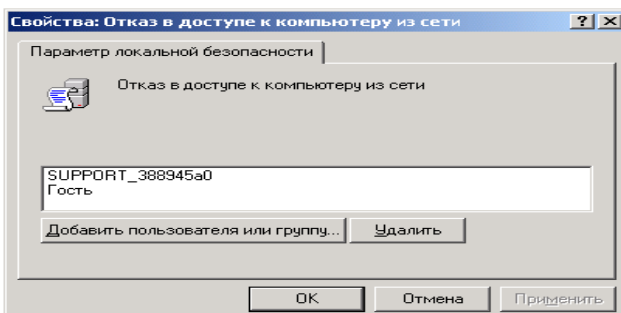 Свойства: Отказ в доступе к компьютеру из сети
Параметр локальной безопасности
Отказ в доступе к компьютеру из сети
SUPPORT_388945a0
Гость
Добавить пользователя или группу... Удалить
OK Отмена Применить